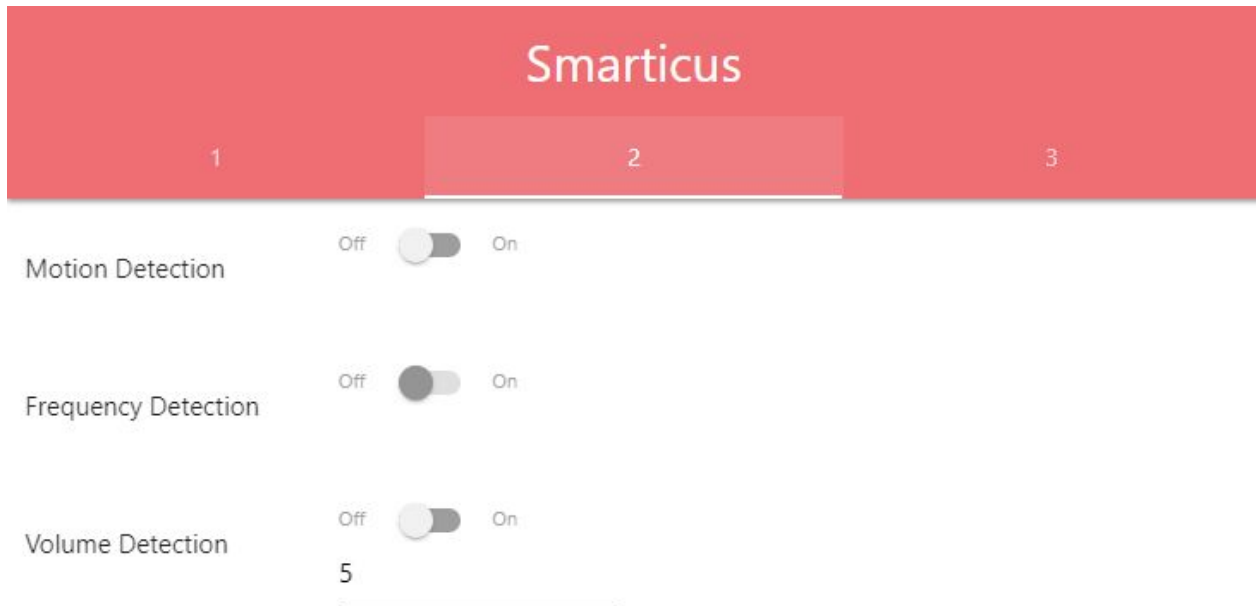 Smarticus
1 2 3
Off On
Motion Detection
Off On
Frequency Detection
Off On
Volume Detection
5